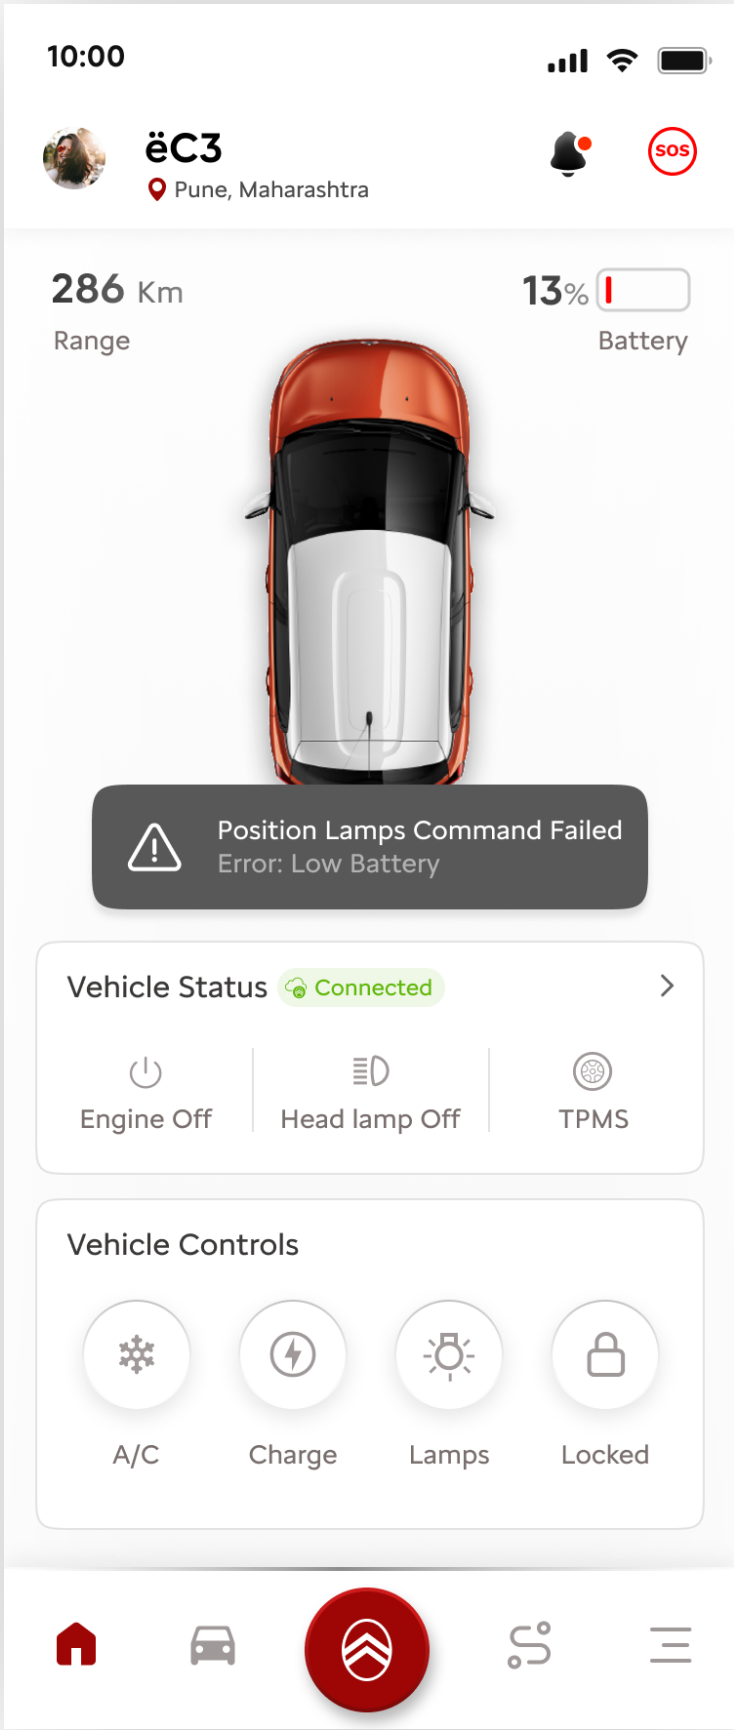 10:00
ëC3
SOS
Pune, Maharashtra
286 Km
13%
Range
Battery
Position Lamps Command Failed
Error: Low Battery
Vehicle Status
Connected
Engine Off
Head lamp Off
TPMS
Vehicle Controls
A/C
Charge
Lamps
Locked